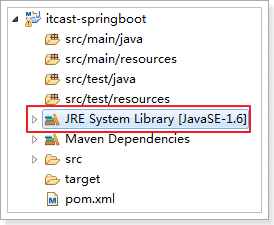 itcast-springboot
src/main/java
src/main/resources
src/test/java
src/test/resources
JRE System Library [JavaSE-1.6]
Maven Dependencies
src
target
pom.xml